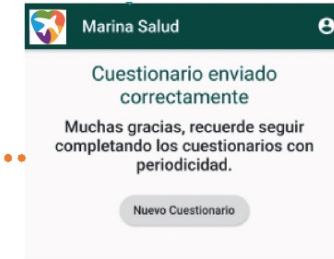 Marina Salud
Cuestionario enviado
correctamente
Muchas gracias, recuerde seguir
completando los cuestionarios con
periodicidad.
Nuevo Cuestionario